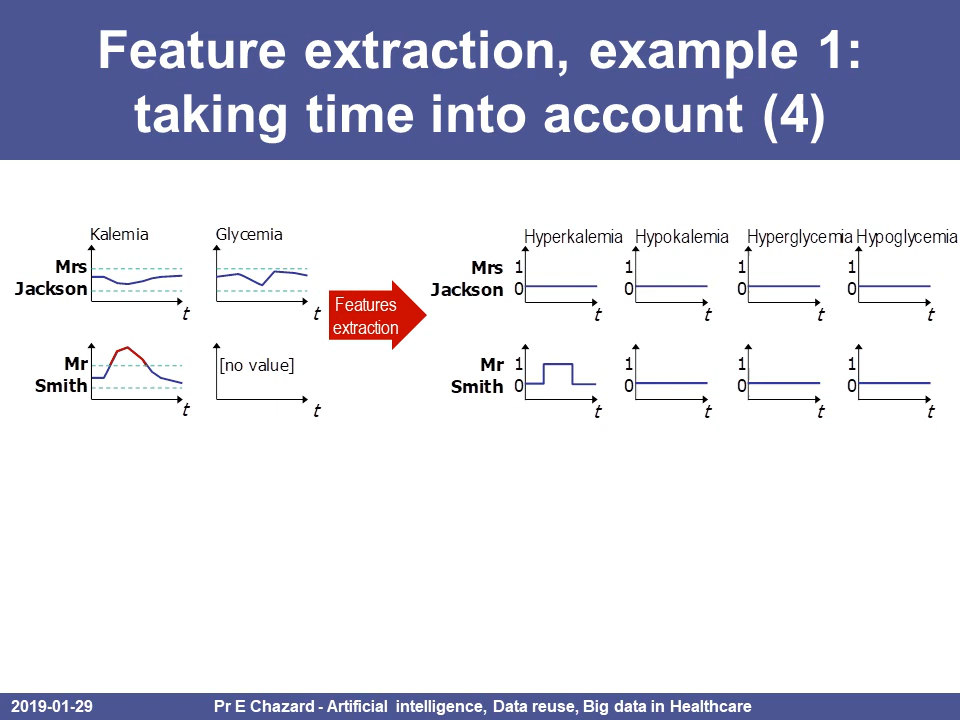 Feature extraction, example 1:
taking time into account (4)
Kalemia
Glycemia
Mrs
Jackson
t
t
Mr
Smith
[no value]
t
t
Features
extraction
Hyperkalemia
Hypokalemia
Hyperglycemia
Hypoglycemia
Mrs
Jackson
1
0
t
1
0
t
1
0
t
1
0
t
Mr
Smith
1
0
t
1
0
t
1
0
t
1
0
t
2019-01-29
Pr E Chazard - Artificial intelligence, Data reuse, Big data in Healthcare